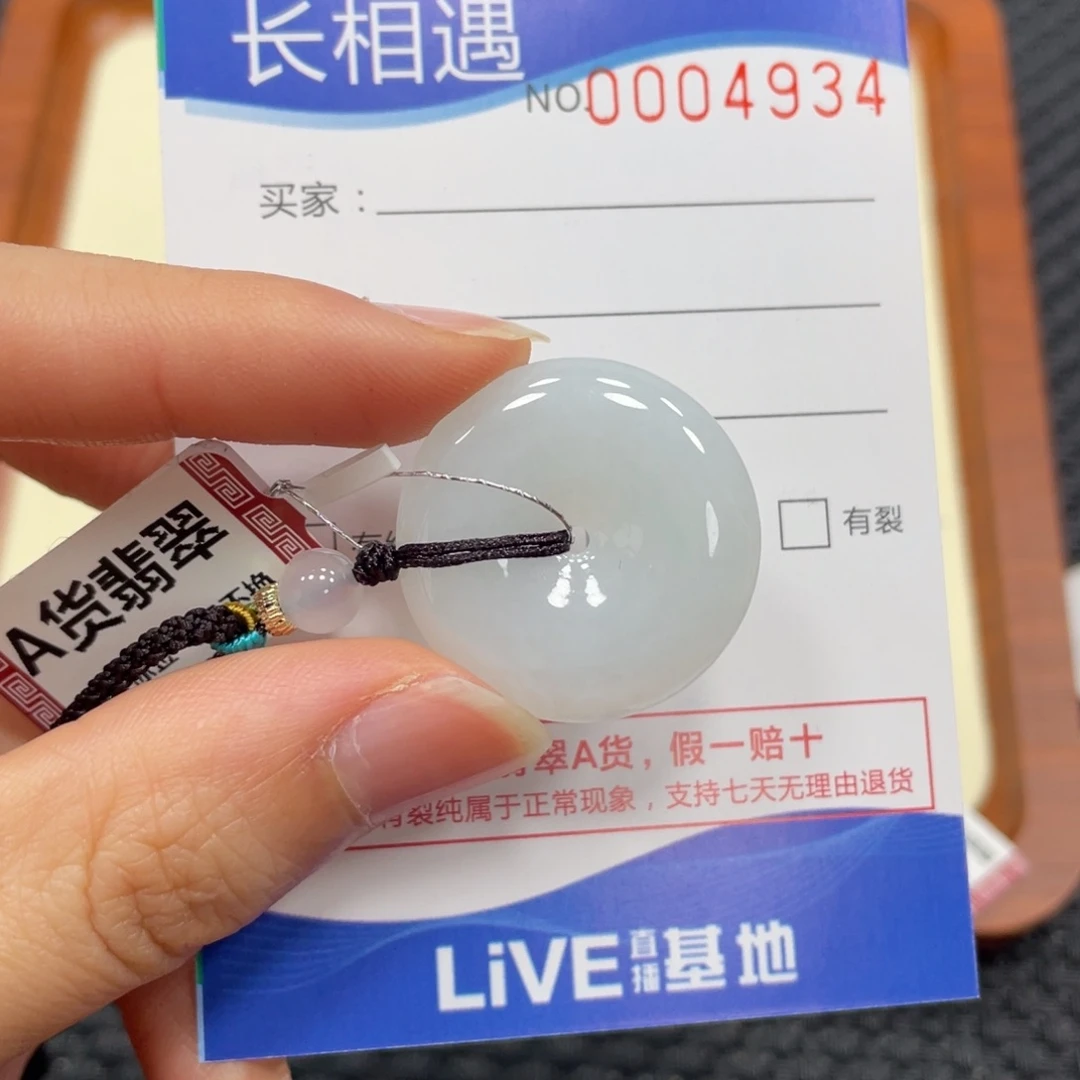 长相遇
NO.0004934
买家：
有裂
A货翡翠
翠A货，假一赔十
有裂纯属于正常现象，支持七天无理由退货
LiVE直播基地